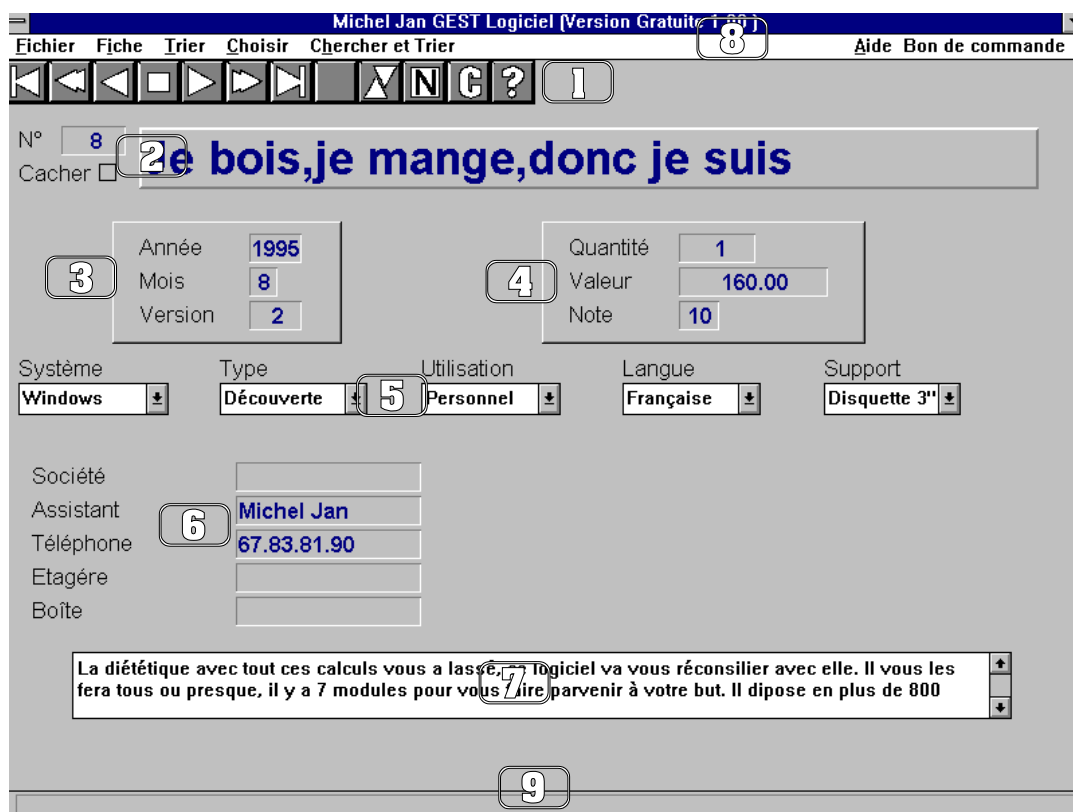 Michel Jan GEST Logiciel (Version Gratuite 1.00 )
8
Fichier Fiche Trier Choisir Chercher et Trier Aide Bon de commande
N C ? 1
N° 8
2 Je bois,je mange,donc je suis
Cacher
Année 1995 Quantité 1
3 Mois 8 4 Valeur 160.00
Version 2 Note 10
Système Type Utilisation Langue Support
Windows Découverte 5 Personnel Française Disquette 3"
Société
Assistant Michel Jan
6
Téléphone 67.83.81.90
Etagére
Boîte
La diététique avec tout ces calculs vous a lassé, logiciel va vous réconsilier avec elle. Il vous les
7
fera tous ou presque, il y a 7 modules pour vous faire parvenir à votre but. Il dipose en plus de 800
9